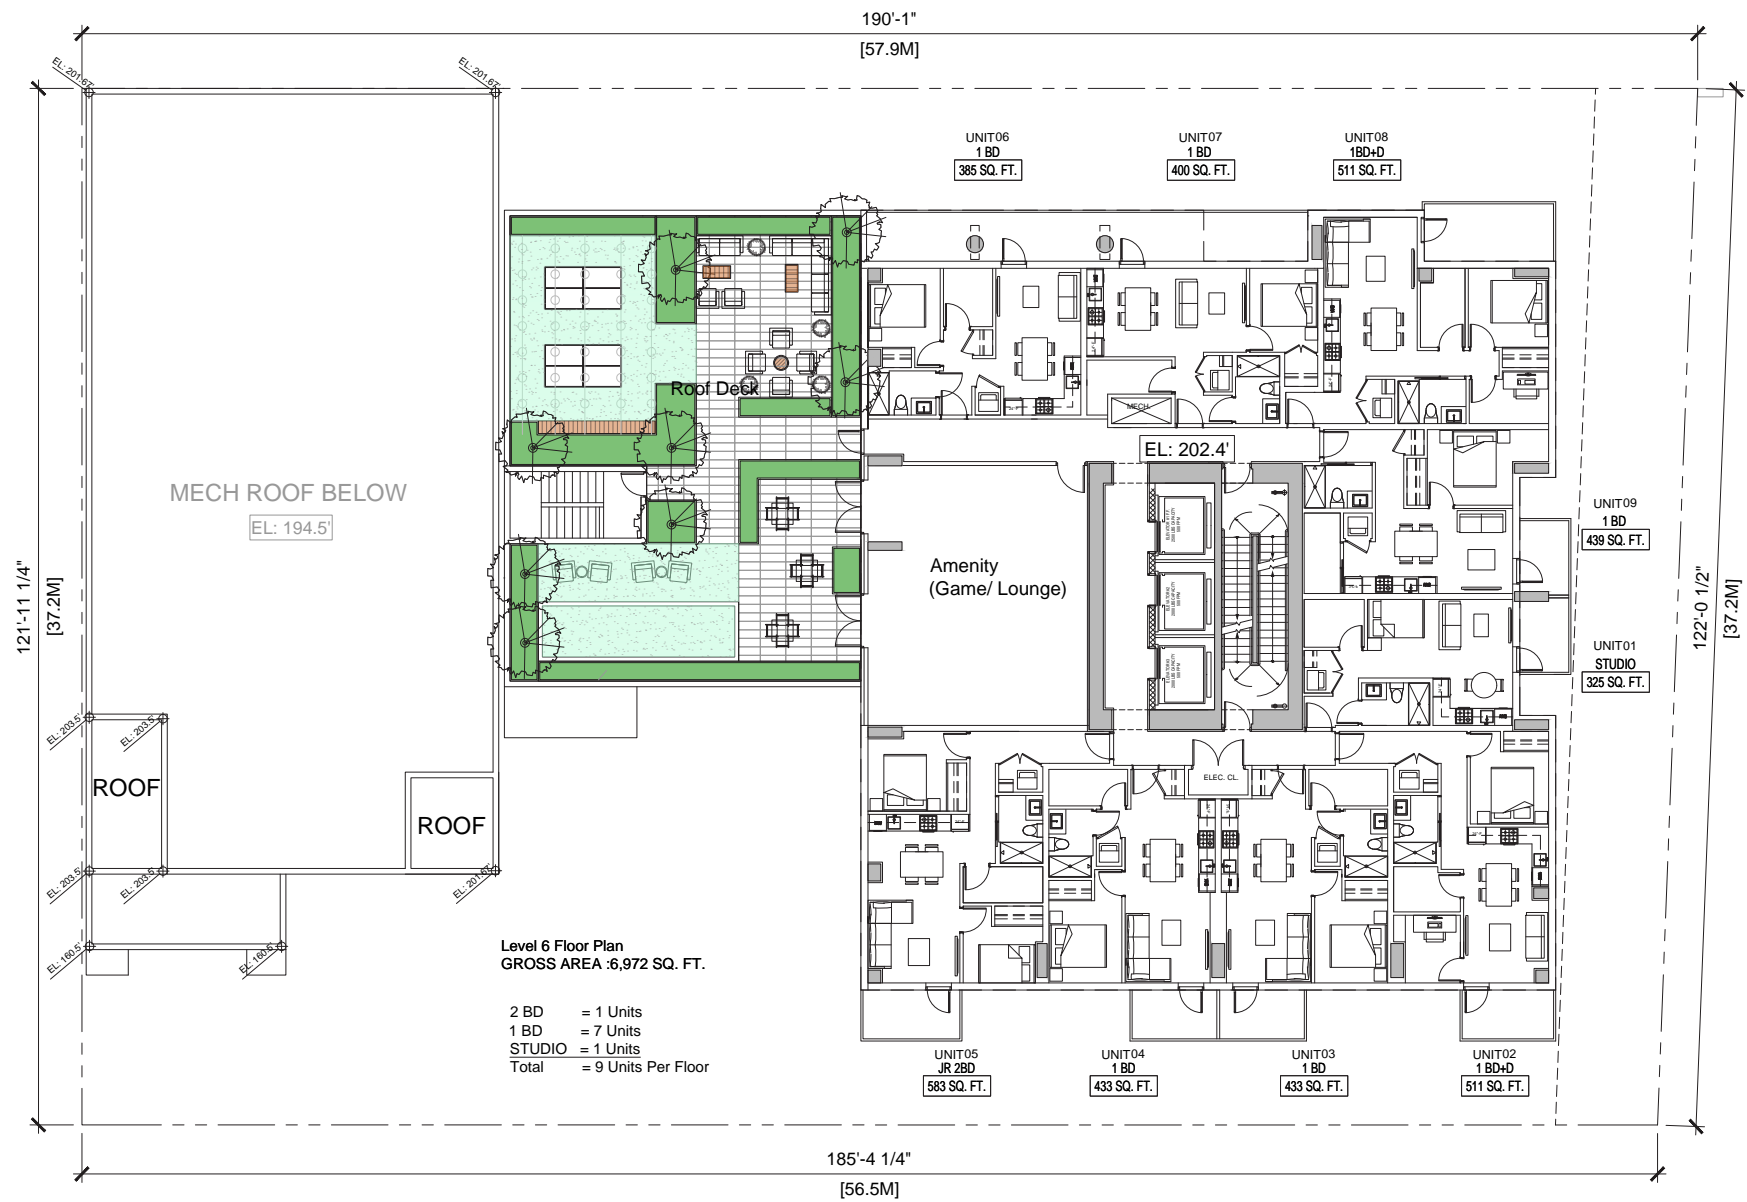 190'-1"
[57.9M]
EL: 201.67'
EL: 201.67'
UNIT06
1 BD
385 SQ. FT.
UNIT07
1 BD
400 SQ. FT.
UNIT08
1BD+D
511 SQ. FT.
Roof Deck
MECH.
EL: 202.4'
MECH ROOF BELOW
EL: 194.5'
Amenity
(Game/ Lounge)
UNIT09
1 BD
439 SQ. FT.
121'-11 1/4"
[37.2M]
122'-0 1/2"
[37.2M]
UNIT01
STUDIO
325 SQ. FT.
EL: 203.5'
EL: 203.5'
ROOF
ROOF
ELEC. CL.
EL: 203.5'
EL: 203.5'
EL: 201.67'
EL: 160.5'
EL: 160.5'
Level 6 Floor Plan
GROSS AREA :6,972 SQ. FT.
2 BD = 1 Units
1 BD = 7 Units
STUDIO = 1 Units
Total = 9 Units Per Floor
UNIT05
JR 2BD
583 SQ. FT.
UNIT04
1 BD
433 SQ. FT.
UNIT03
1 BD
433 SQ. FT.
UNIT02
1 BD+D
511 SQ. FT.
185'-4 1/4"
[56.5M]